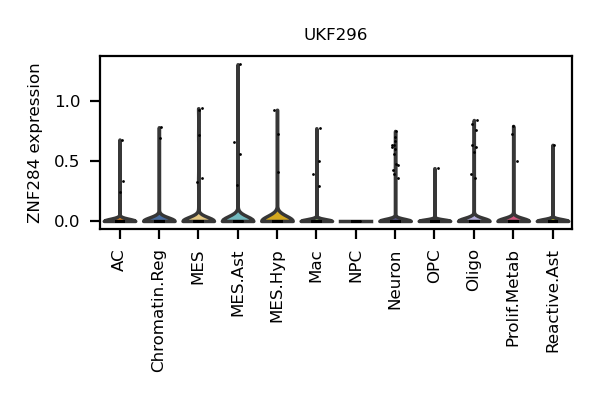 UKF296
ZNF284 expression
1.0
0.5
0.0
AC
Chromatin.Reg
MES
MES.Ast
MES.Hyp
Mac
NPC
Neuron
OPC
Oligo
Prolif.Metab
Reactive.Ast